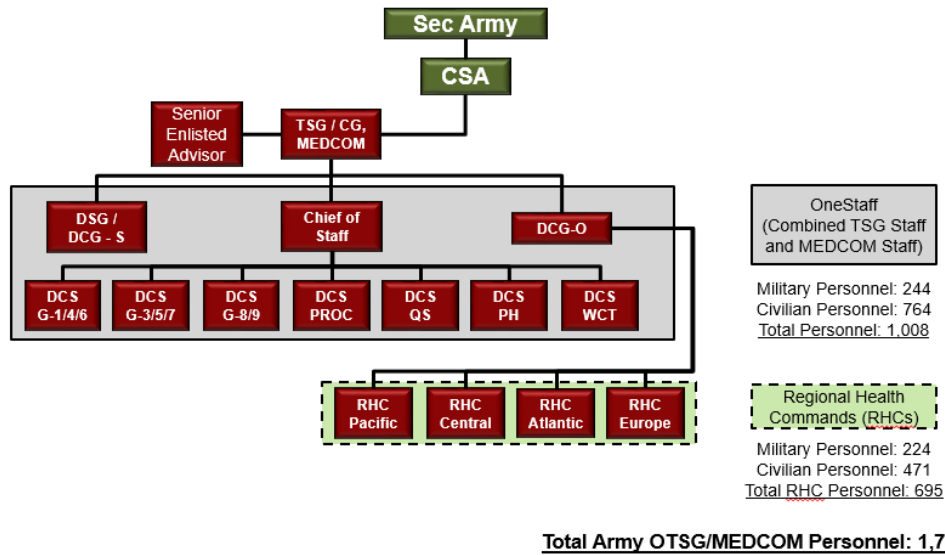 Sec Army
CSA
Senior
Enlisted
Advisor
TSG / CG,
MEDCOM
DSG /
DCG - S
Chief of
Staff
DCG-O
DCS
G-1/4/6
DCS
G-3/5/7
DCS
G-8/9
DCS
PROC
DCS
QS
DCS
PH
DCS
WCT
OneStaff
(Combined TSG Staff
and MEDCOM Staff)
Military Personnel: 244
Civilian Personnel: 764
Total Personnel: 1,008
RHC
Pacific
RHC
Central
RHC
Atlantic
RHC
Europe
Regional Health
Commands (RHCs)
Military Personnel: 224
Civilian Personnel: 471
Total RHC Personnel: 695
Total Army OTSG/MEDCOM Personnel: 1,7